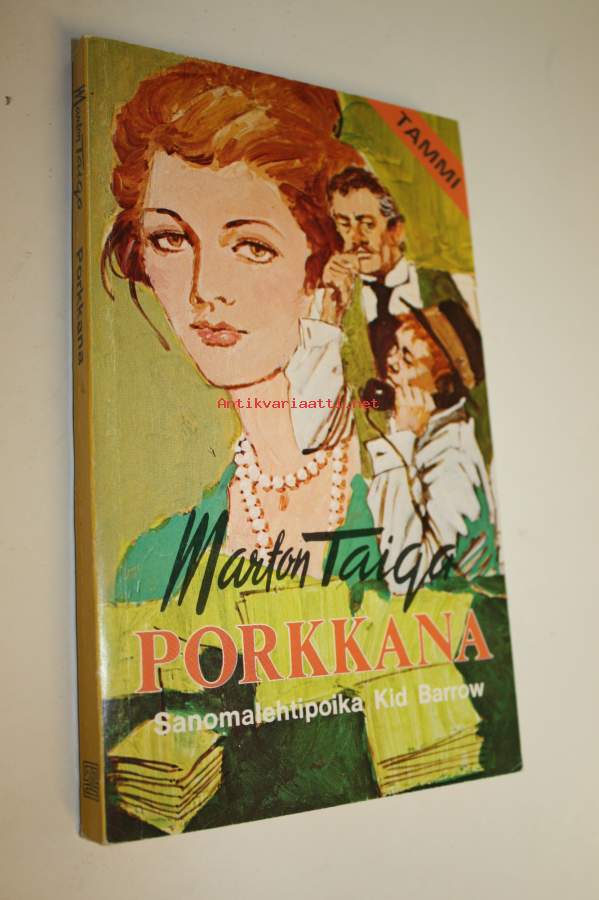 TAMMI
Marton Taiga
PORKKANA
Sanomalehtipoika Kid Barrow
Marton Taiga Porkkana
Antikvariaatti.net